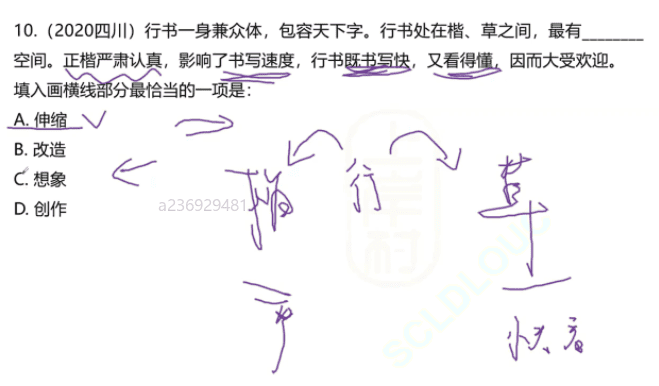 10.（2020四川）行书一身兼众体，包容天下字。行书处在楷、草之间，最有________
空间。正楷严肃认真，影响了书写速度，行书既书写快，又看得懂，因而大受欢迎。
填入画横线部分最恰当的一项是：
A. 伸缩
B. 改造
C. 想象
D. 创作
a236929481
楷 行 草
严
快
SCLDLOUD